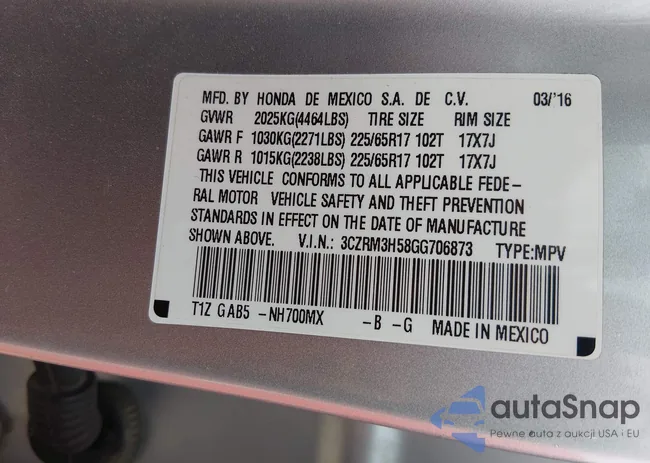 MFD. BY HONDA DE MEXICO S.A. DE C.V. 03/'16
GVWR 2025KG(4464LBS) TIRE SIZE RIM SIZE
GAWR F 1030KG(2271LBS) 225/65R17 102T 17X7J
GAWR R 1015KG(2238LBS) 225/65R17 102T 17X7J
THIS VEHICLE CONFORMS TO ALL APPLICABLE FEDE-
RAL MOTOR VEHICLE SAFETY AND THEFT PREVENTION
STANDARDS IN EFFECT ON THE DATE OF MANUFACTURE
SHOWN ABOVE. V.I.N.: 3CZRM3H58GG706873 TYPE:MPV
T1Z GAB5 -NH700MX -B -G MADE IN MEXICO
autoSnap
Pewne auta z aukcji USA i EU